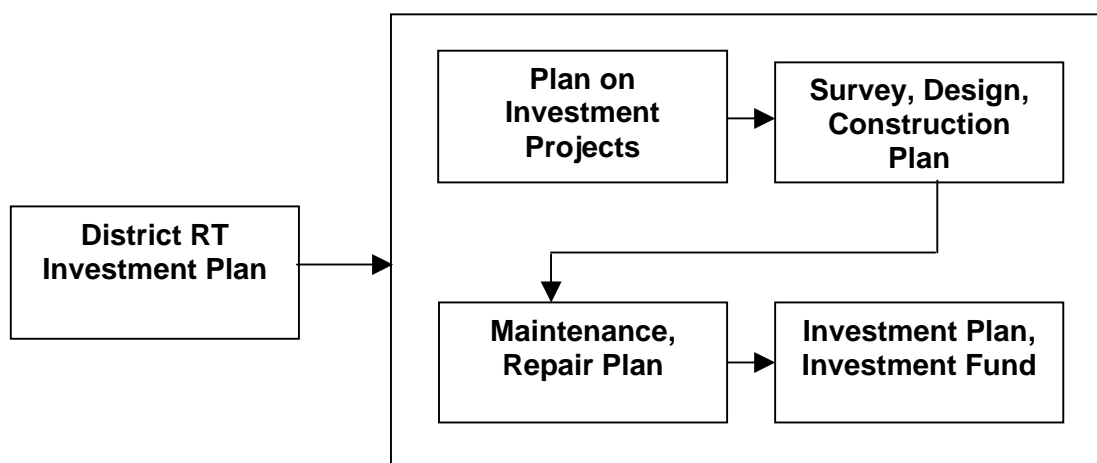 Plan on
Investment
Projects
Survey, Design,
Construction
Plan
District RT
Investment Plan
Maintenance,
Repair Plan
Investment Plan,
Investment Fund